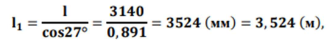 l₁ = l / cos27° = 3140 / 0,891 = 3524 (мм) = 3,524 (м),